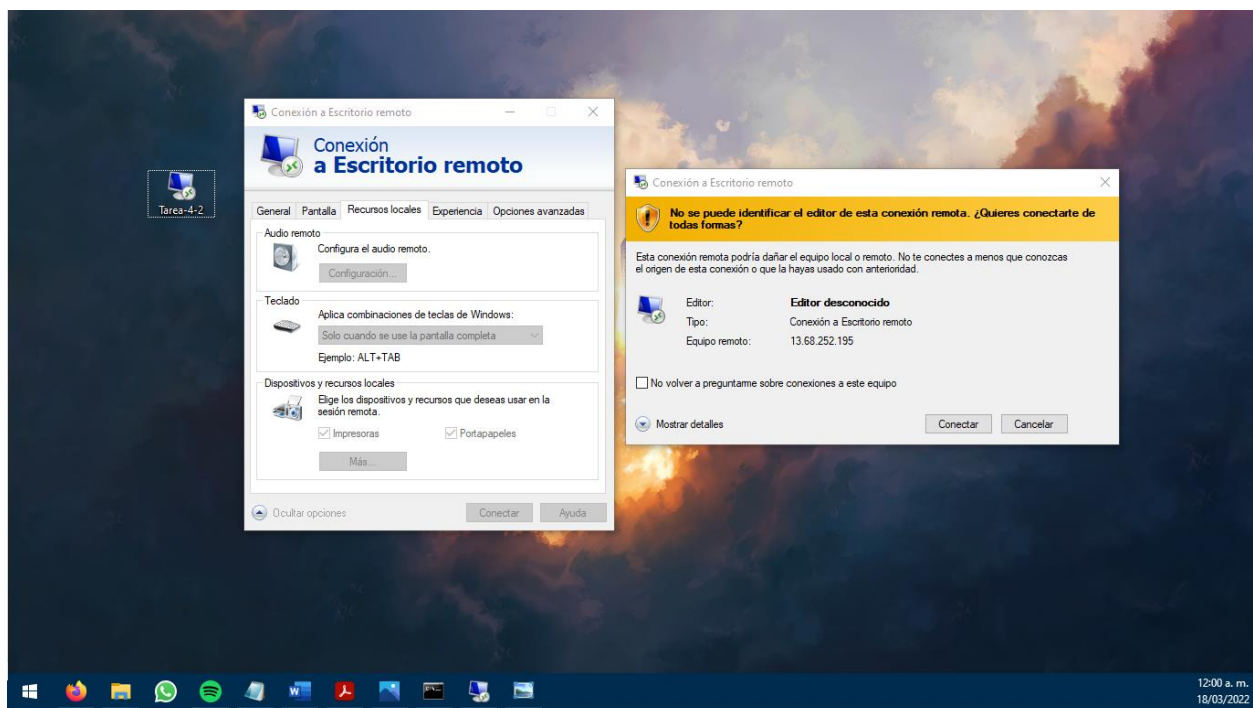 Tarea-4-2
Conexión a Escritorio remoto
Conexión
a Escritorio remoto
General Pantalla Recursos locales Experiencia Opciones avanzadas
Audio remoto
Configura el audio remoto.
Configuración...
Teclado
Aplica combinaciones de teclas de Windows:
Solo cuando se use la pantalla completa
Ejemplo: ALT+TAB
Dispositivos y recursos locales
Elige los dispositivos y recursos que deseas usar en la
sesión remota.
Impresoras Portapapeles
Más...
Ocultar opciones Conectar Ayuda
Conexión a Escritorio remoto
No se puede identificar el editor de esta conexión remota. ¿Quieres conectarte de
todas formas?
Esta conexión remota podría dañar el equipo local o remoto. No te conectes a menos que conozcas
el origen de esta conexión o que la hayas usado con anterioridad.
Editor: Editor desconocido
Tipo: Conexión a Escritorio remoto
Equipo remoto: 13.68.252.195
No volver a preguntarme sobre conexiones a este equipo
Mostrar detalles Conectar Cancelar
12:00 a. m.
18/03/2022